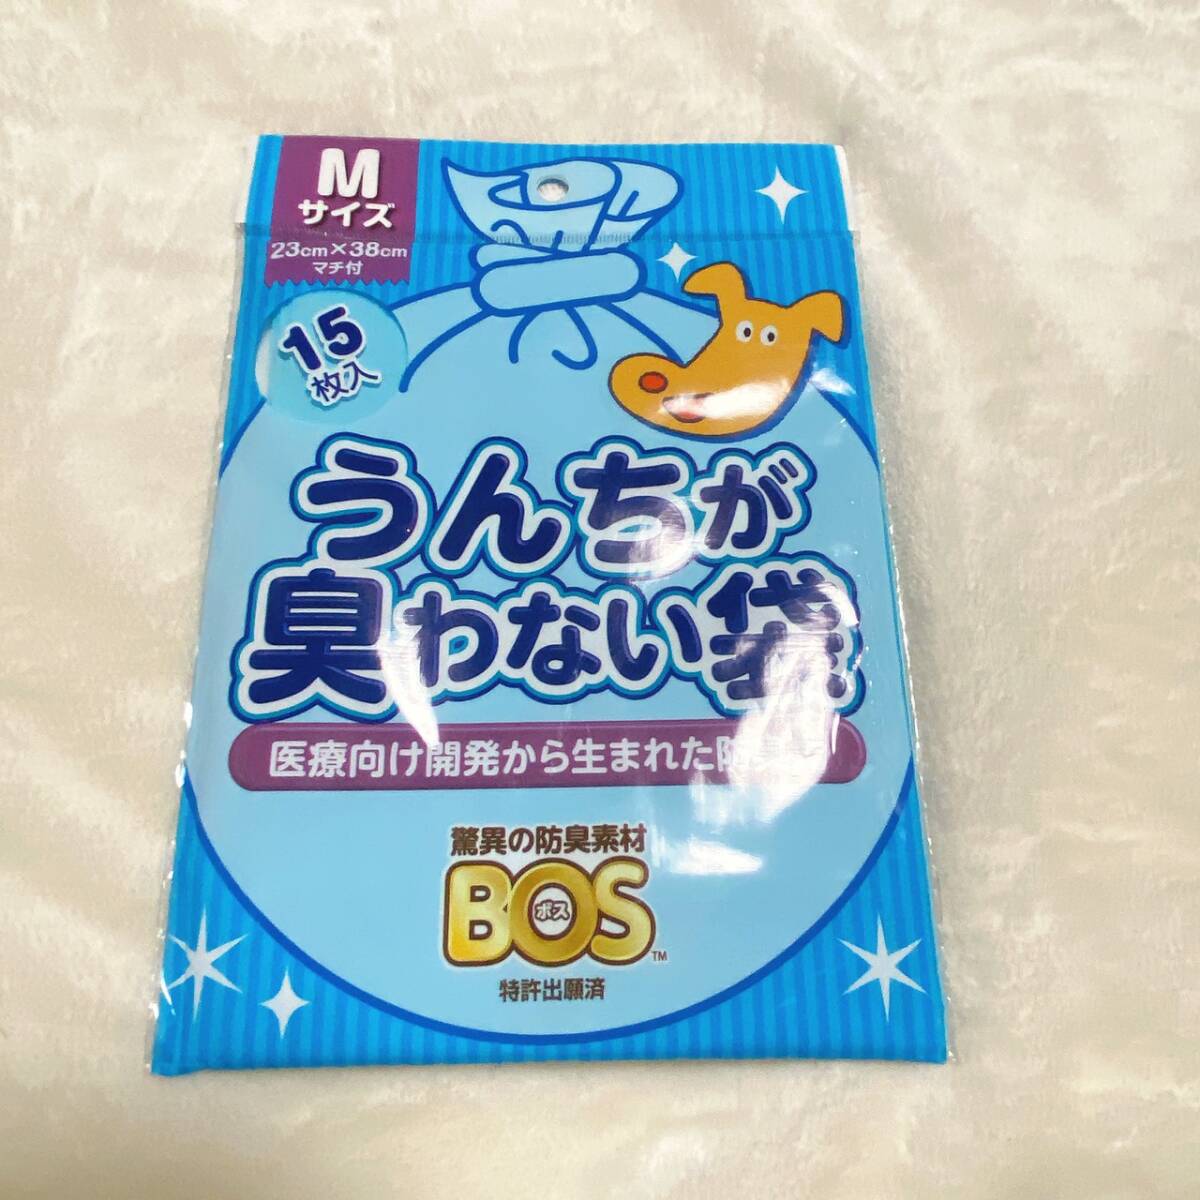 M
サイズ
23cm×38cm
マチ付
15
枚入
うんちが
臭わない袋
医療向け開発から生まれた
驚異の防臭素材
BOS
ボス
TM
特許出願済